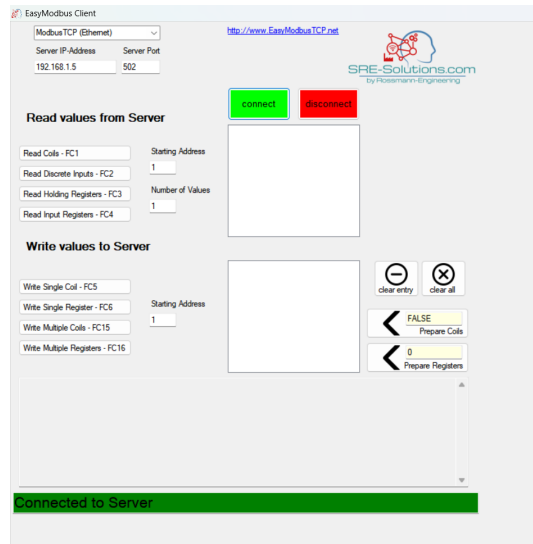 EasyModbus Client
ModbusTCP (Ethernet)
http://www.EasyModbusTCP.net
Server IP-Address
Server Port
192.168.1.5
502
SRE-Solutions.com
by Rossmann-Engineering
connect
disconnect
Read values from Server
Read Coils - FC1
Starting Address
1
Read Discrete Inputs - FC2
Read Holding Registers - FC3
Number of Values
1
Read Input Registers - FC4
Write values to Server
clear entry
clear all
Write Single Coil - FC5
Write Single Register - FC6
Starting Address
1
Write Multiple Coils - FC15
Write Multiple Registers - FC16
FALSE
Prepare Coils
0
Prepare Registers
Connected to Server